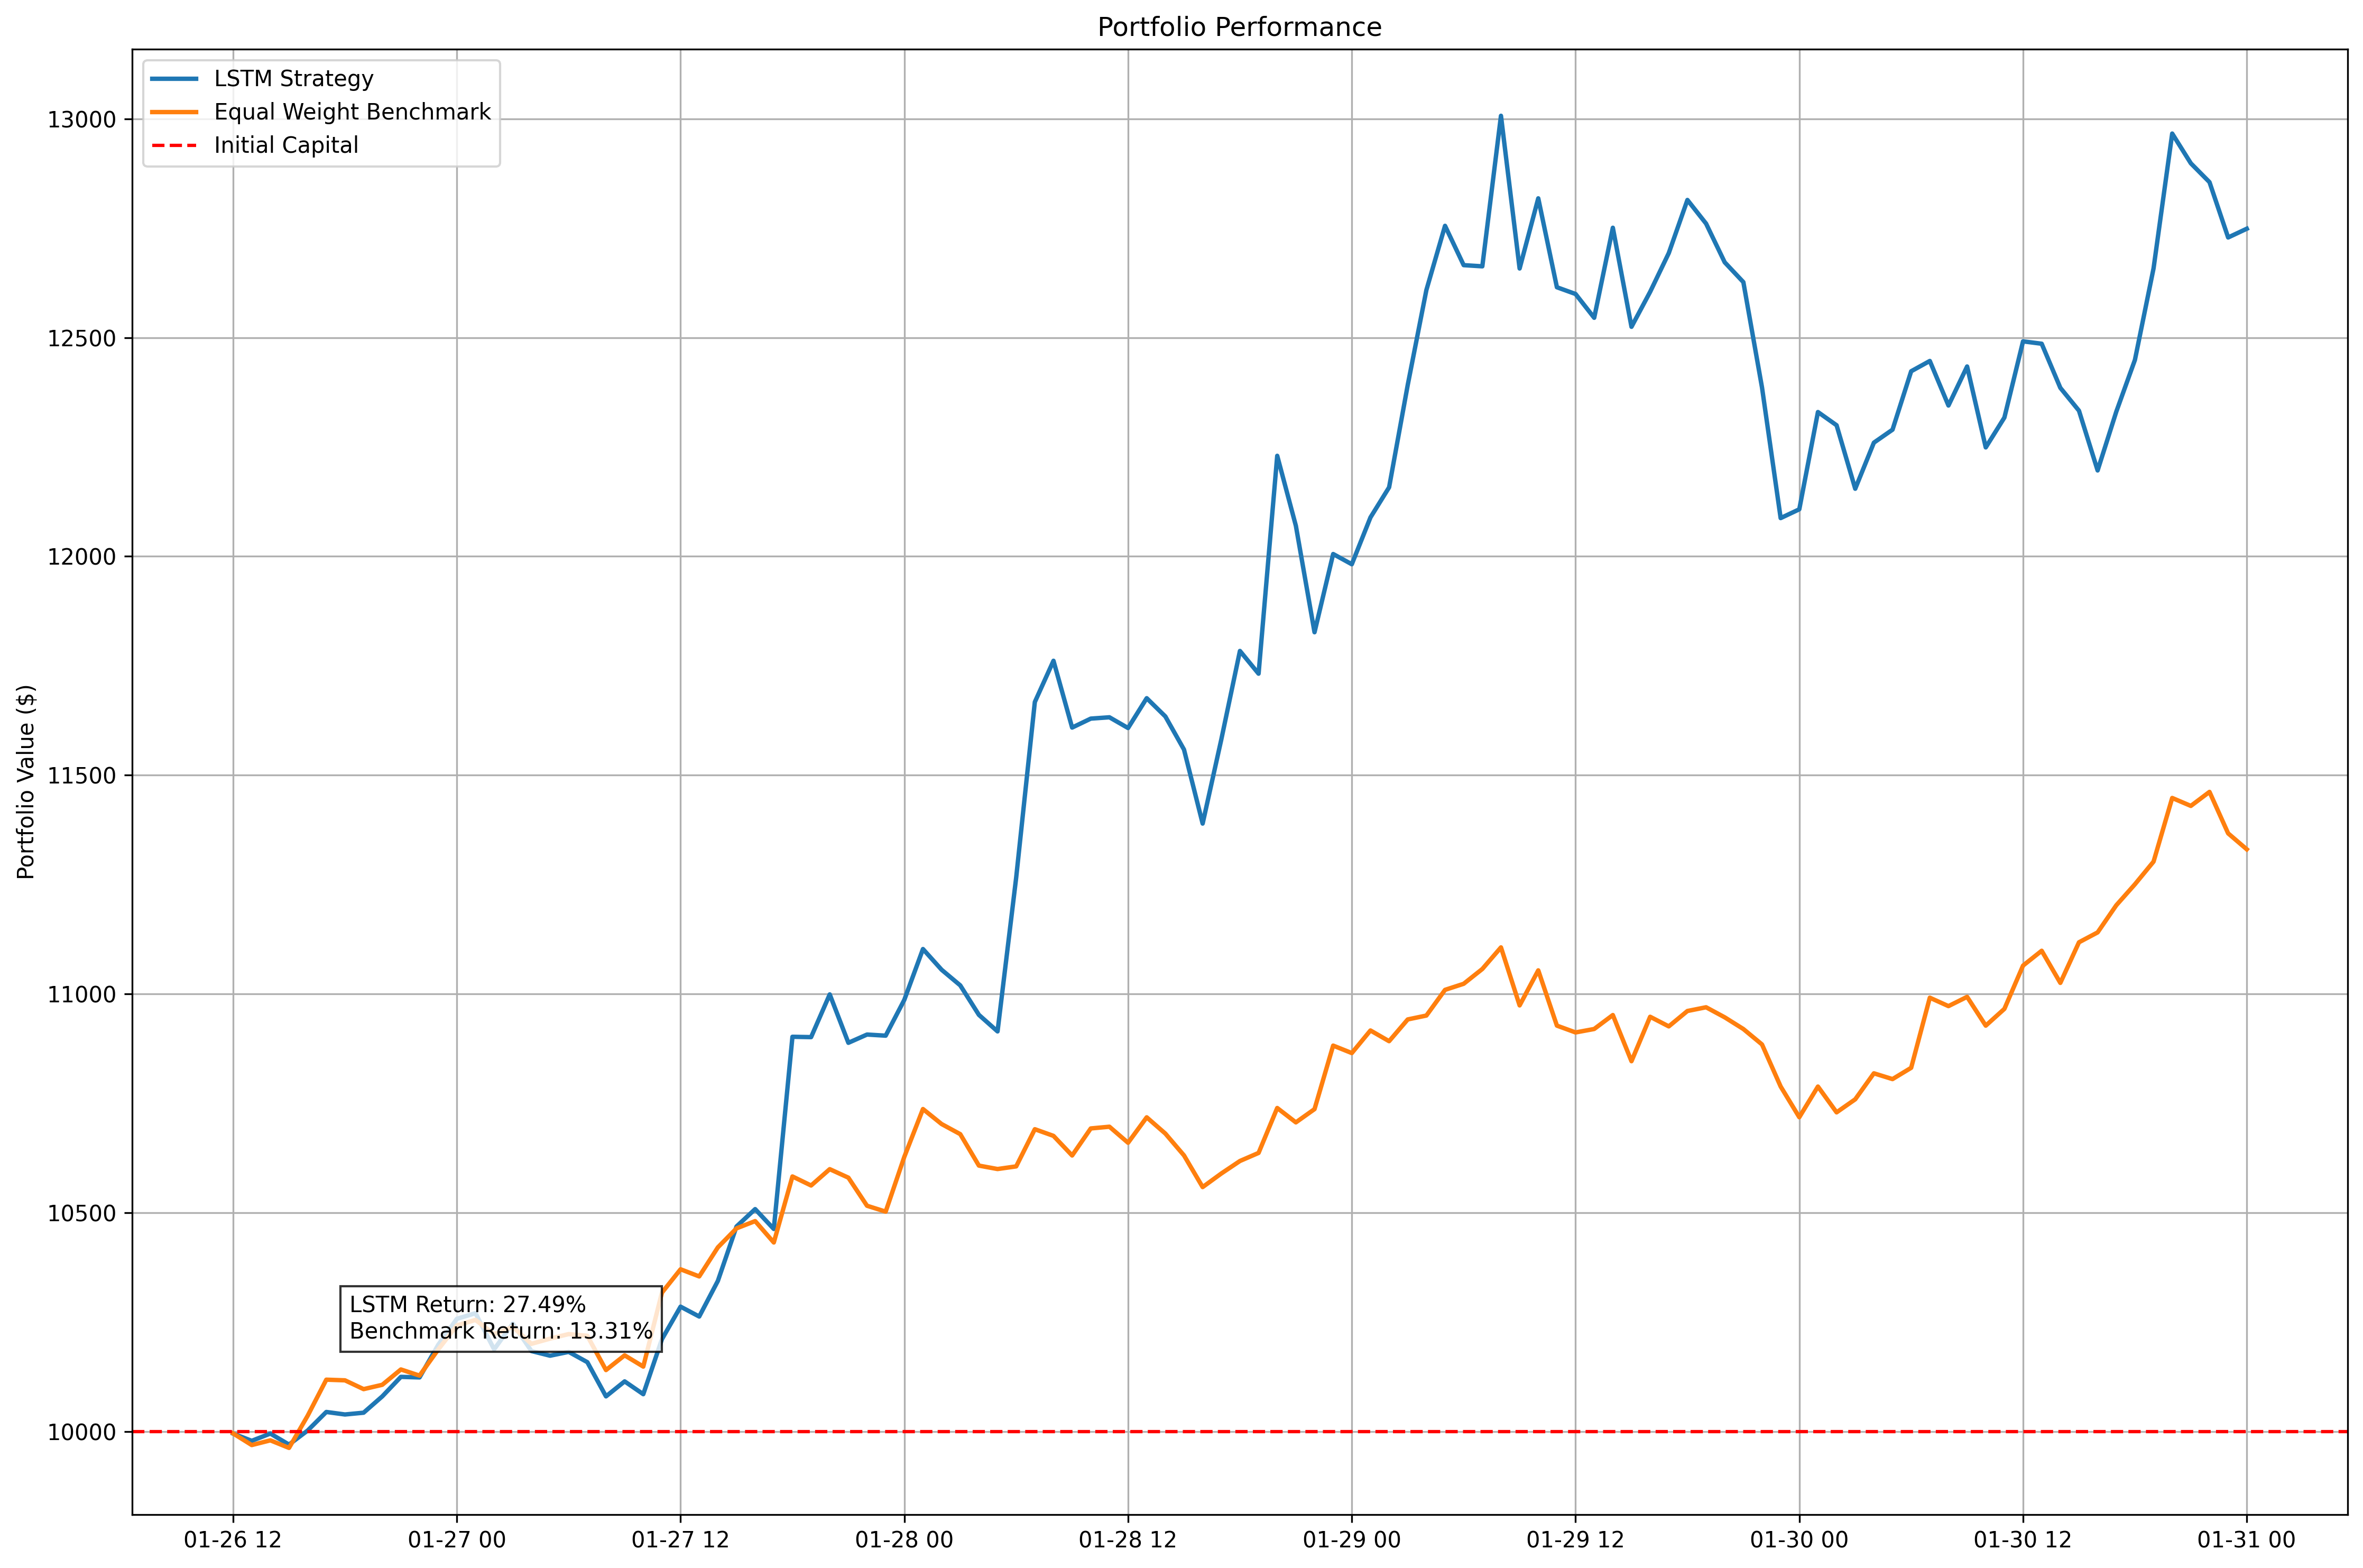 Portfolio Performance
LSTM Strategy
Equal Weight Benchmark
Initial Capital
Portfolio Value ($)
13000
12500
12000
11500
11000
10500
10000
LSTM Return: 27.49%
Benchmark Return: 13.31%
01-26 12
01-27 00
01-27 12
01-28 00
01-28 12
01-29 00
01-29 12
01-30 00
01-30 12
01-31 00